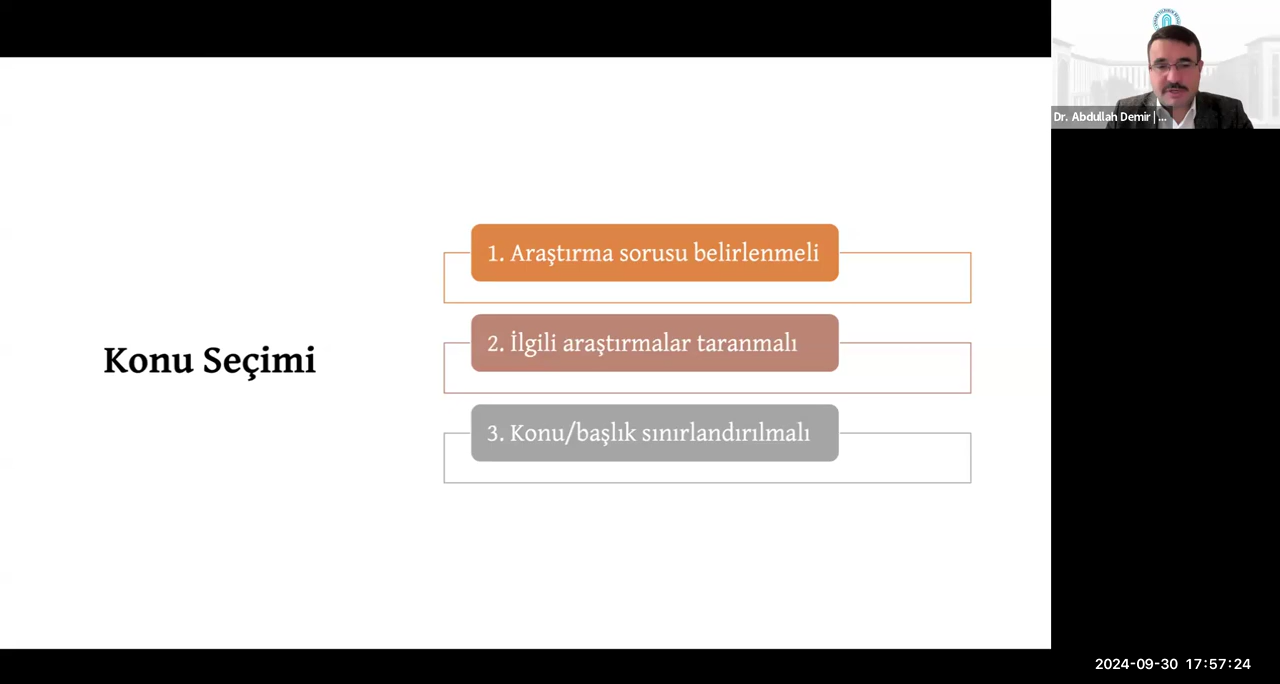 Konu Seçimi
1. Araştırma sorusu belirlenmeli
2. İlgili araştırmalar taranmalı
3. Konu/başlık sınırlandırılmalı
Dr. Abdullah Demir | ...
2024-09-30 17:57:24